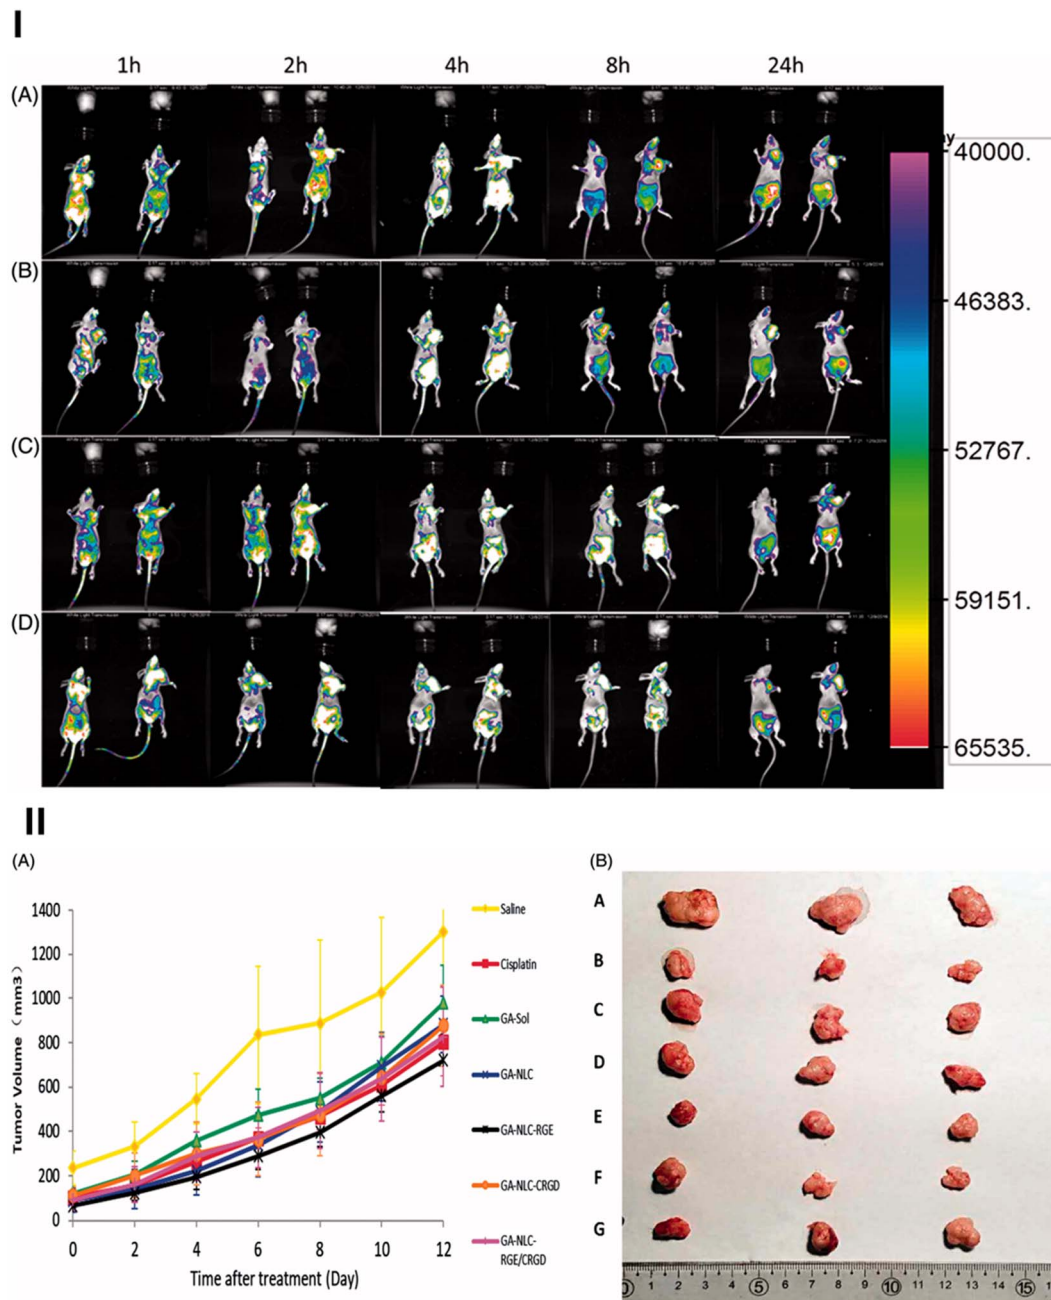 I
1h 2h 4h 8h 24h
(A)
(B)
(C)
(D)
40000.
46383.
52767.
59151.
65535.
II
(A)
Tumor Volume (mm3)
1400
1200
1000
800
600
400
200
0
0 2 4 6 8 10 12
Time after treatment (Day)
Saline
Cisplatin
GA-Sol
GA-NLC
GA-NLC-RGE
GA-NLC-CRGD
GA-NLC-
RGE/CRGD
(B)
A
B
C
D
E
F
G
1 2 3 4 5 6 7 8 9 10 11 12 13 14 15